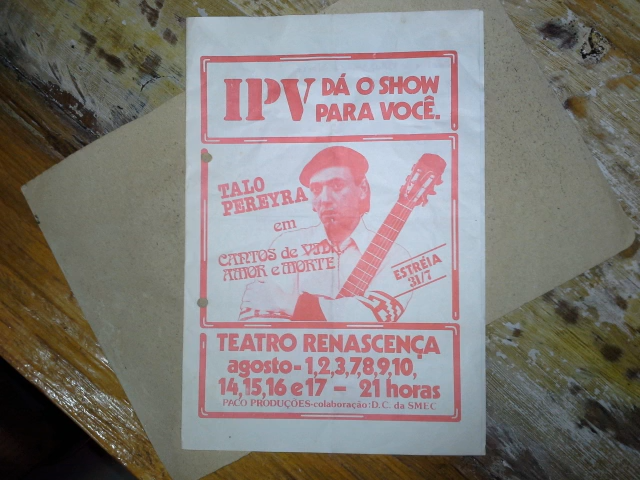 IPV DÁ O SHOW
PARA VOCÊ.
TALO
PEREYRA
em
CANTOS de VIDA
AMOR e MORTE
ESTRÉIA
31/7
TEATRO RENASCENÇA
agosto-1,2,3,7,8,9,10,
14,15,16 e 17 - 21 horas
PACO PRODUÇÕES-colaboração:D.C. da SMEC